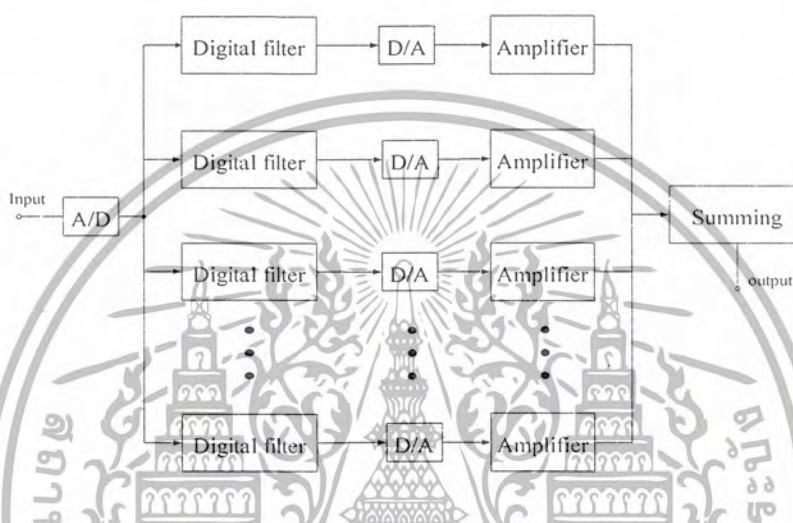 Digital filter D/A Amplifier
Digital filter D/A Amplifier
Input
A/D
Summing
Digital filter D/A Amplifier
output
Digital filter D/A Amplifier